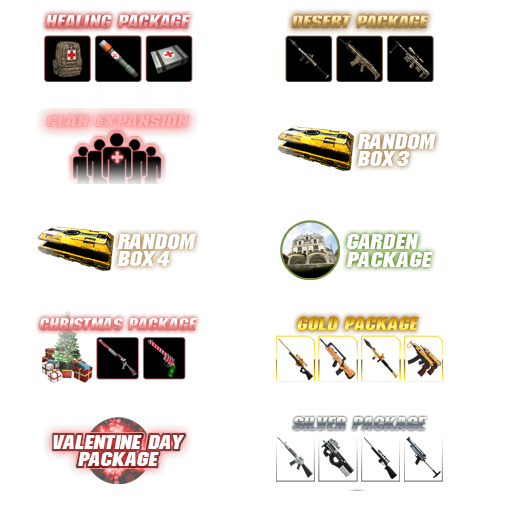 HEALING PACKAGE
DESERT PACKAGE
CLAN EXPANSION
RANDOM
BOX 3
RANDOM
BOX 4
GARDEN
PACKAGE
CHRISTMAS PACKAGE
GOLD PACKAGE
VALENTINE DAY
PACKAGE
SILVER PACKAGE